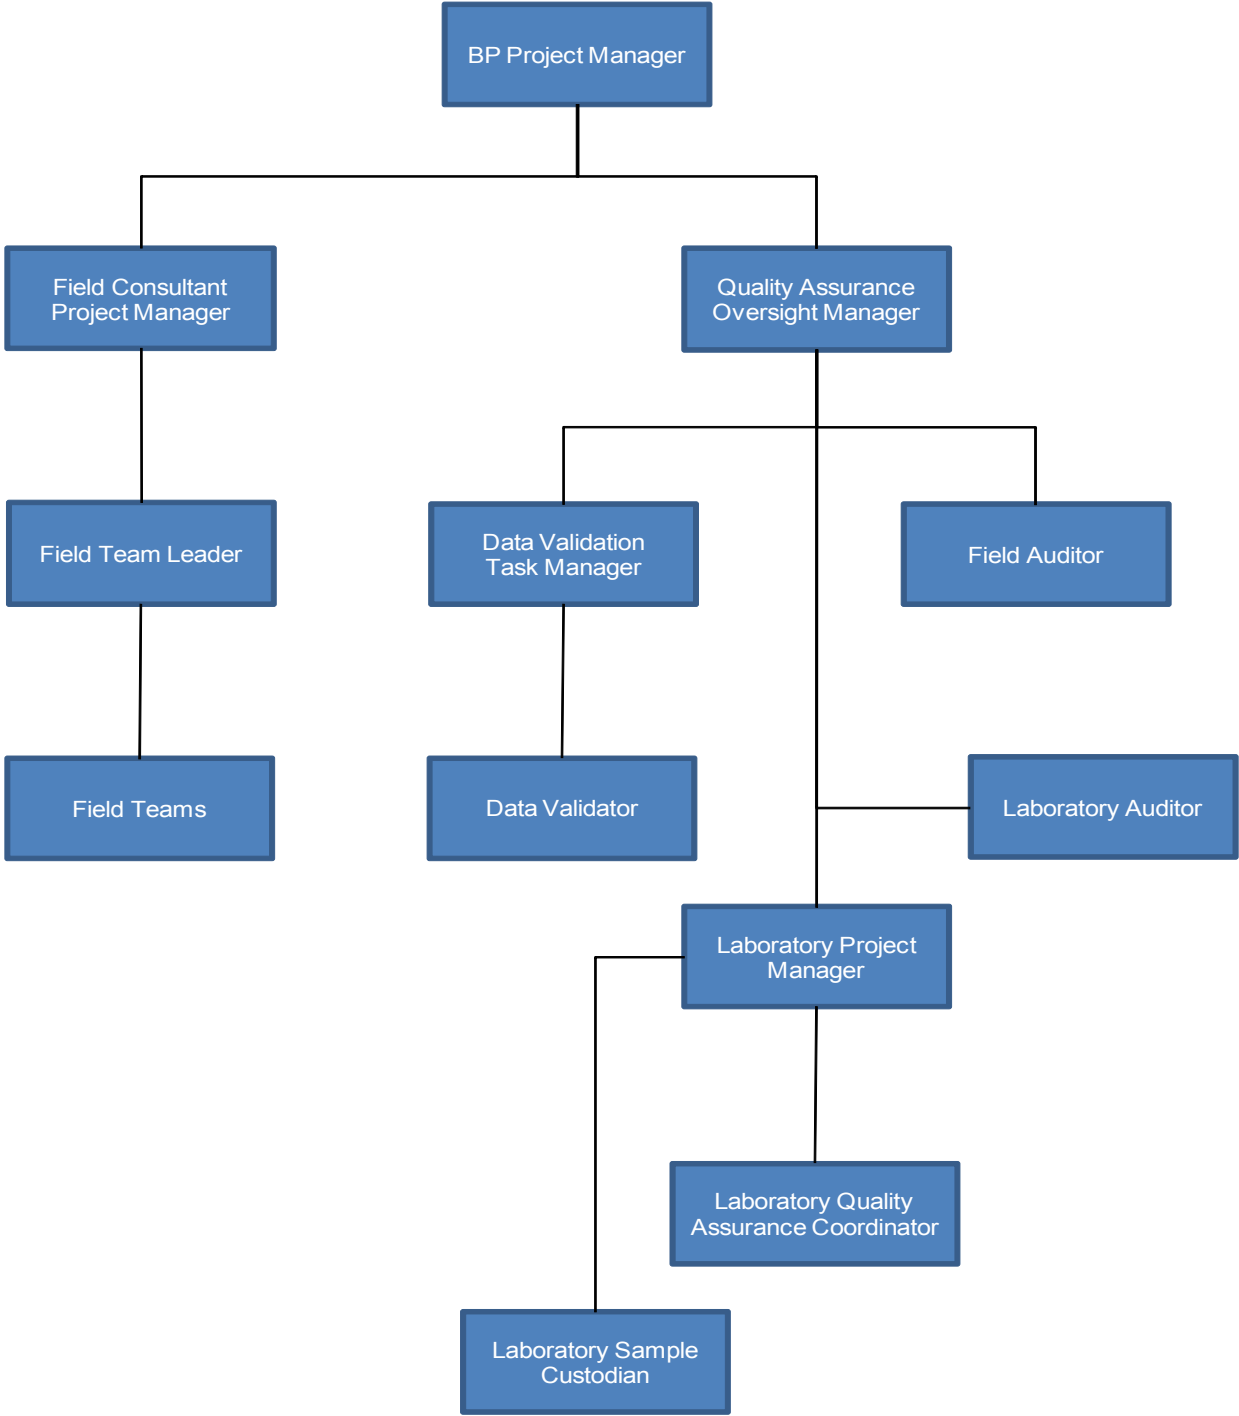 BP Project Manager
Field Consultant
Project Manager
Quality Assurance
Oversight Manager
Field Team Leader
Data Validation
Task Manager
Field Auditor
Field Teams
Data Validator
Laboratory Auditor
Laboratory Project
Manager
Laboratory Quality
Assurance Coordinator
Laboratory Sample
Custodian